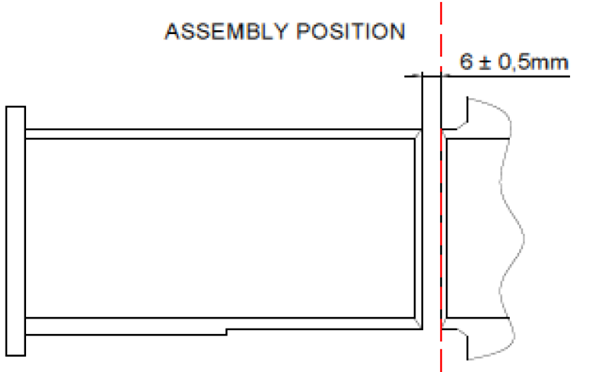 ASSEMBLY POSITION
6 ± 0,5mm